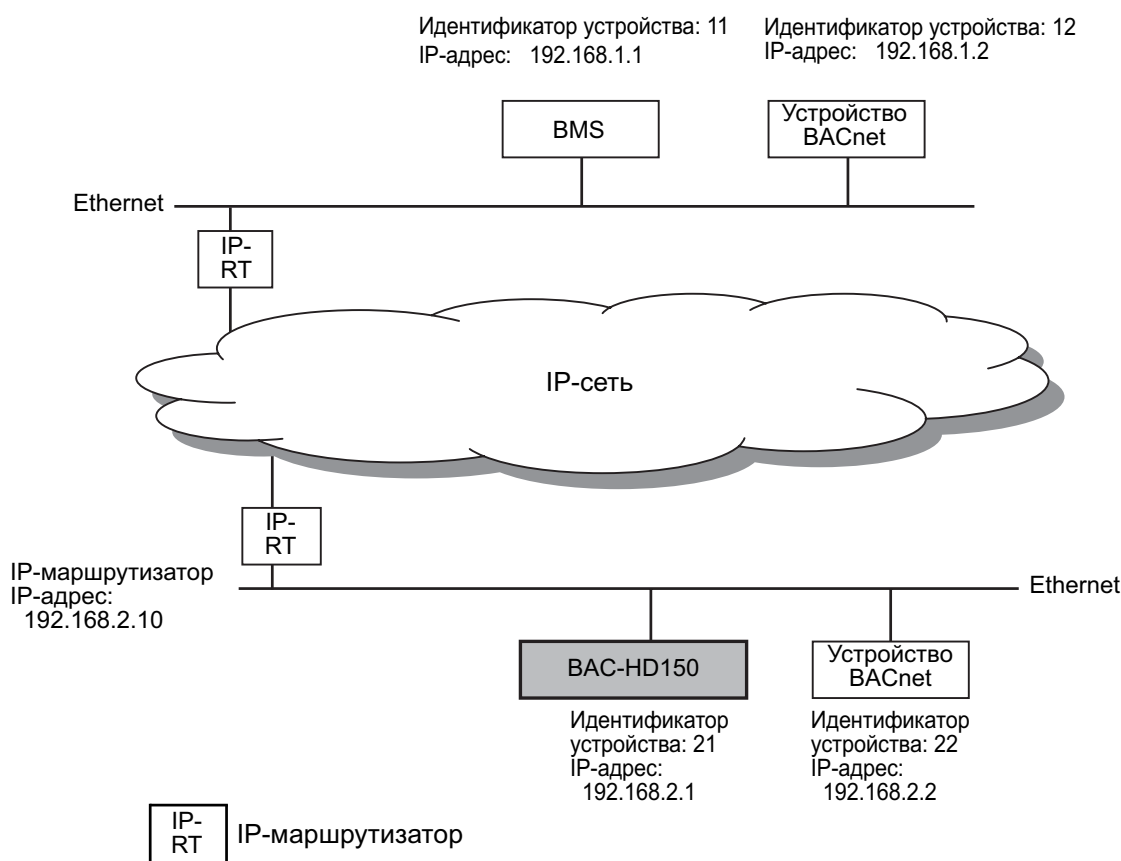 Идентификатор устройства: 11
IP-адрес: 192.168.1.1
Идентификатор устройства: 12
IP-адрес: 192.168.1.2
BMS
Устройство
BACnet
Ethernet
IP-
RT
IP-сеть
IP-
RT
IP-маршрутизатор
IP-адрес:
192.168.2.10
Ethernet
BAC-HD150
Устройство
BACnet
Идентификатор
устройства: 21
IP-адрес:
192.168.2.1
Идентификатор
устройства: 22
IP-адрес:
192.168.2.2
IP-
RT
IP-маршрутизатор